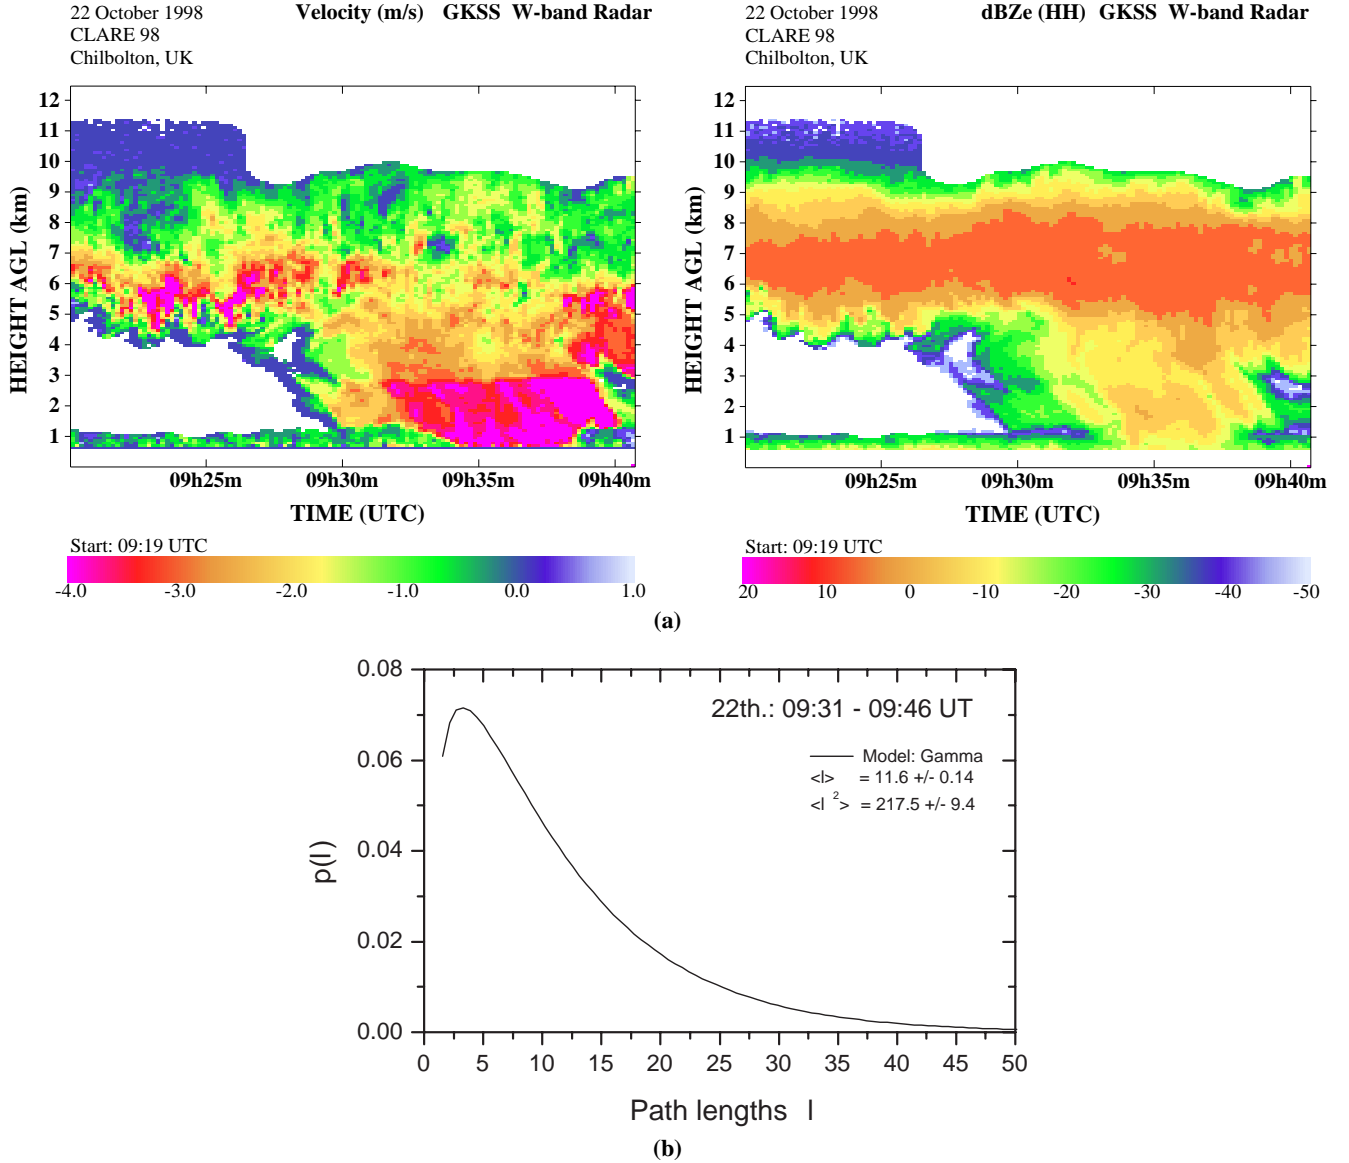 22 October 1998
CLARE 98
Chilbolton, UK
Velocity (m/s) GKSS W-band Radar
12
11
10
9
8
7
6
5
4
3
2
1
HEIGHT AGL (km)
09h25m 09h30m 09h35m 09h40m
TIME (UTC)
Start: 09:19 UTC
-4.0 -3.0 -2.0 -1.0 0.0 1.0
22 October 1998
CLARE 98
Chilbolton, UK
dBZe (HH) GKSS W-band Radar
12
11
10
9
8
7
6
5
4
3
2
1
HEIGHT AGL (km)
09h25m 09h30m 09h35m 09h40m
TIME (UTC)
Start: 09:19 UTC
20 10 0 -10 -20 -30 -40 -50
(a)
0.08
0.06
0.04
0.02
0.00
p(l)
22th.: 09:31 - 09:46 UT
Model: Gamma
<l> = 11.6 +/- 0.14
<l 2> = 217.5 +/- 9.4
0 5 10 15 20 25 30 35 40 45 50
Path lengths l
(b)